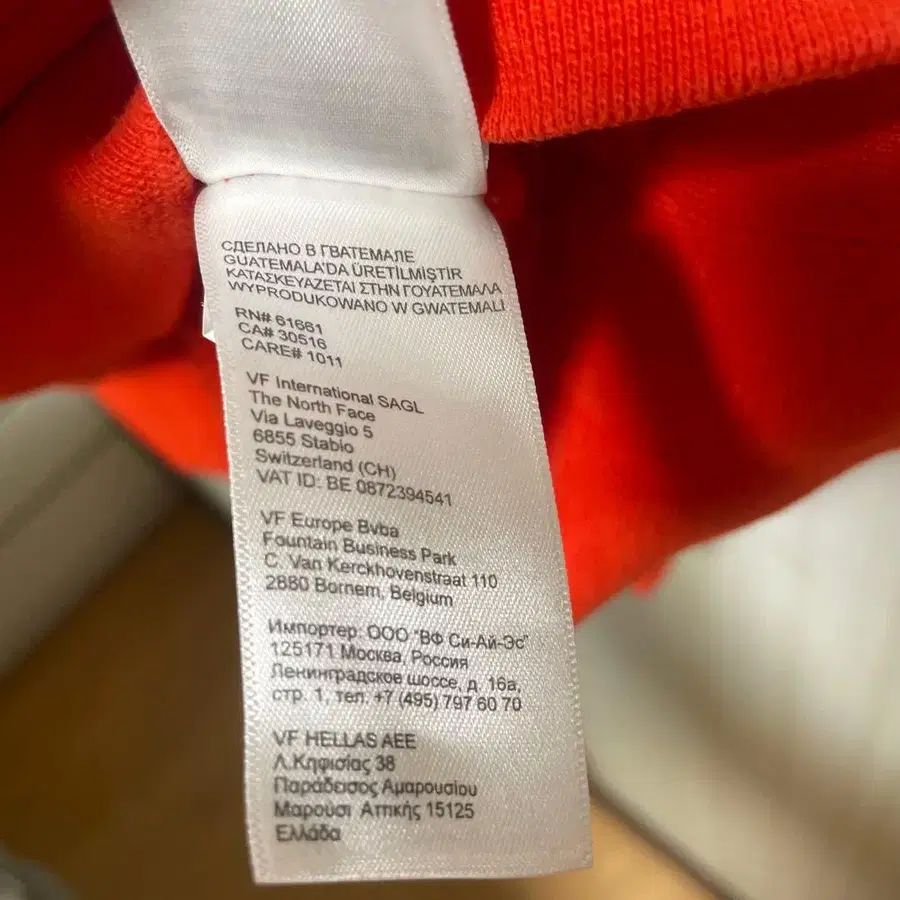 СДЕЛАНО В ГВАТЕМАЛЕ
GUATEMALA'DA ÜRETİLMİŞTİR
ΚΑΤΑΣΚΕΥΑΖΕΤΑΙ ΣΤΗΝ ΓΟΥΑΤΕΜΑΛΑ
WYPRODUKOWANO W GWATEMALI
RN# 61661
CA# 30516
CARE# 1011
VF International SAGL
The North Face
Via Laveggio 5
6855 Stabio
Switzerland (CH)
VAT ID: BE 0872394541
VF Europe Bvba
Fountain Business Park
C. Van Kerckhovenstraat 110
2880 Bornem, Belgium
Импортер: ООО "ВФ Си-Ай-Эс"
125171 Москва, Россия
Ленинградское шоссе, д. 16а,
стр. 1, тел. +7 (495) 797 60 70
VF HELLAS AEE
Λ.Κηφισίας 38
Παράδεισος Αμαρουσίου
Μαρούσι Αττικής 15125
Ελλάδα